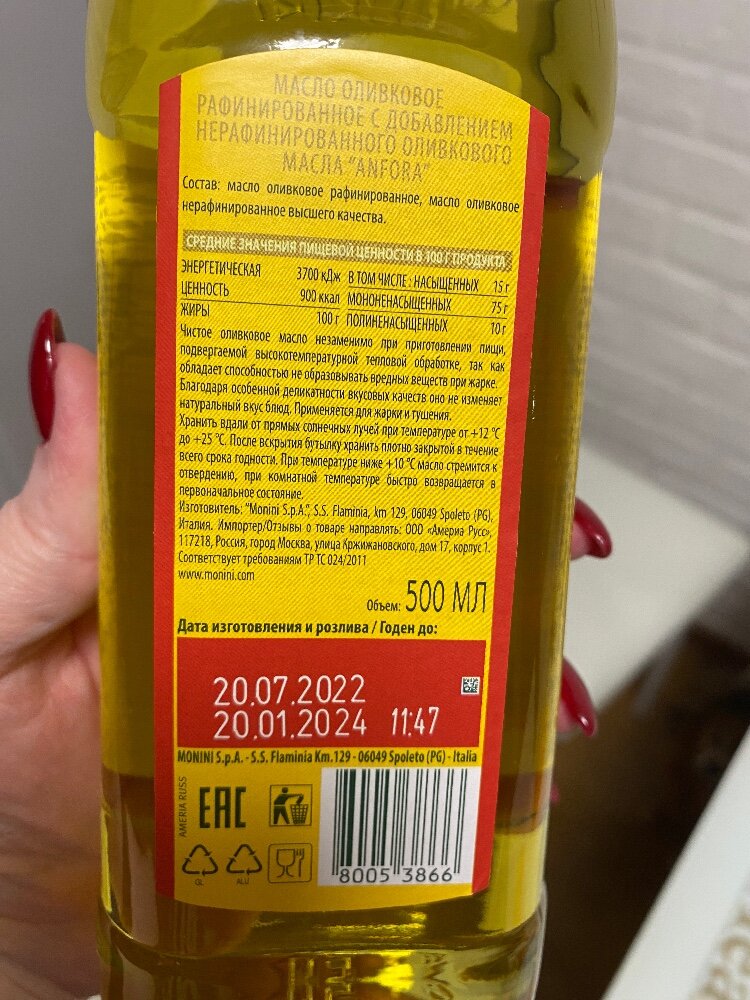 МАСЛО ОЛИВКОВОЕ
РАФИНИРОВАННОЕ С ДОБАВЛЕНИЕМ
НЕРАФИНИРОВАННОГО ОЛИВКОВОГО
МАСЛА "ANFORA"
Состав: масло оливковое рафинированное, масло оливковое
нерафинированное высшего качества.
СРЕДНИЕ ЗНАЧЕНИЯ ПИЩЕВОЙ ЦЕННОСТИ В 100 Г ПРОДУКТА
ЭНЕРГЕТИЧЕСКАЯ 3700 кДж В ТОМ ЧИСЛЕ : НАСЫЩЕННЫХ 15 г
ЦЕННОСТЬ 900 ккал МОНОНЕНАСЫЩЕННЫХ 75 г
ЖИРЫ 100 г ПОЛИНЕНАСЫЩЕННЫХ 10 г
Чистое оливковое масло незаменимо при приготовлении пищи,
подвергаемой высокотемпературной тепловой обработке, так как
обладает способностью не образовывать вредных веществ при жарке.
Благодаря особенной деликатности вкусовых качеств оно не изменяет
натуральный вкус блюд. Применяется для жарки и тушения.
Хранить вдали от прямых солнечных лучей при температуре от +12 °C
до +25 °C. После вскрытия бутылку хранить плотно закрытой в течение
всего срока годности. При температуре ниже +10 °C масло стремится к
отвердению, при комнатной температуре быстро возвращается в
первоначальное состояние.
Изготовитель: "Monini S.p.A.", S.S. Flaminia, km 129, 06049 Spoleto (PG),
Италия. Импортер/Отзывы о товаре направлять: ООО «Америа Русс»,
117218, Россия, город Москва, улица Кржижановского, дом 17, корпус 1.
Соответствует требованиям ТР ТС 024/2011
www.monini.com
Объем: 500 МЛ
Дата изготовления и розлива / Годен до:
20.07.2022
20.01.2024 11:47
MONINI S.p.A. - S.S. Flaminia Km.129 - 06049 Spoleto (PG) - Italia
AMERIA RUSS
EAC
GL
ALU
8005 3866